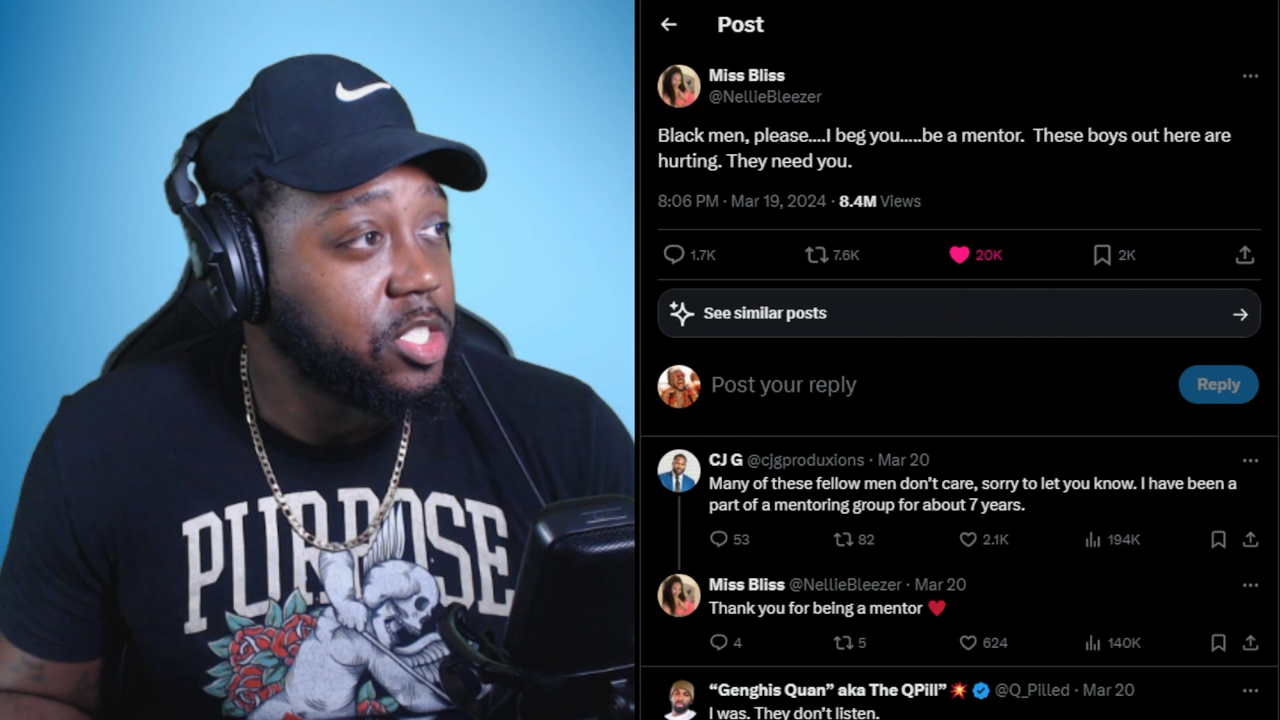 PURPOSE
Post
Miss Bliss
@NellieBleezer
Black men, please....I beg you.....be a mentor. These boys out here are
hurting. They need you.
8:06 PM · Mar 19, 2024 · 8.4M Views
1.7K 7.6K 20K 2K
See similar posts
Post your reply Reply
CJ G @cjgproduxions · Mar 20
Many of these fellow men don't care, sorry to let you know. I have been a
part of a mentoring group for about 7 years.
53 82 2.1K 194K
Miss Bliss @NellieBleezer · Mar 20
Thank you for being a mentor ❤️
4 5 624 140K
“Genghis Quan” aka The QPill” 💥 @Q_Pilled · Mar 20
I was. They don't listen.